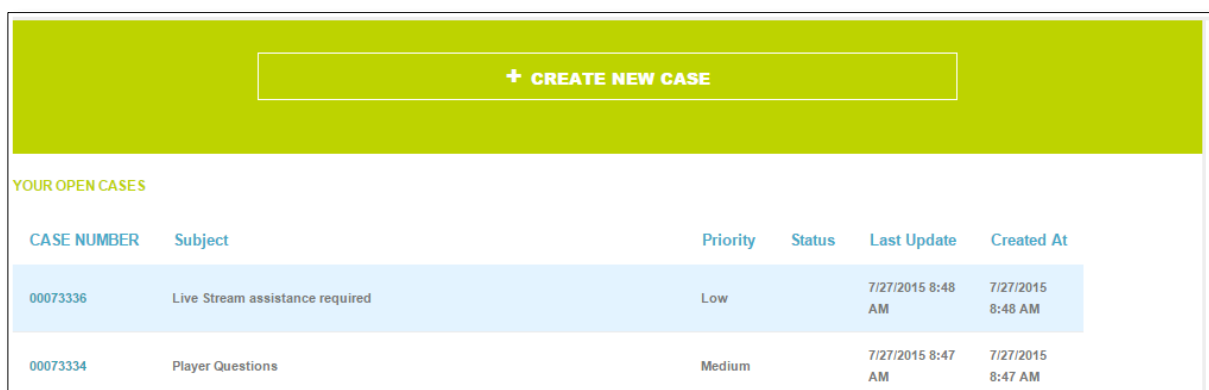 + CREATE NEW CASE
YOUR OPEN CASES
CASE NUMBER Subject Priority Status Last Update Created At
00073336 Live Stream assistance required Low 7/27/2015 8:48 AM 7/27/2015 8:48 AM
00073334 Player Questions Medium 7/27/2015 8:47 AM 7/27/2015 8:47 AM